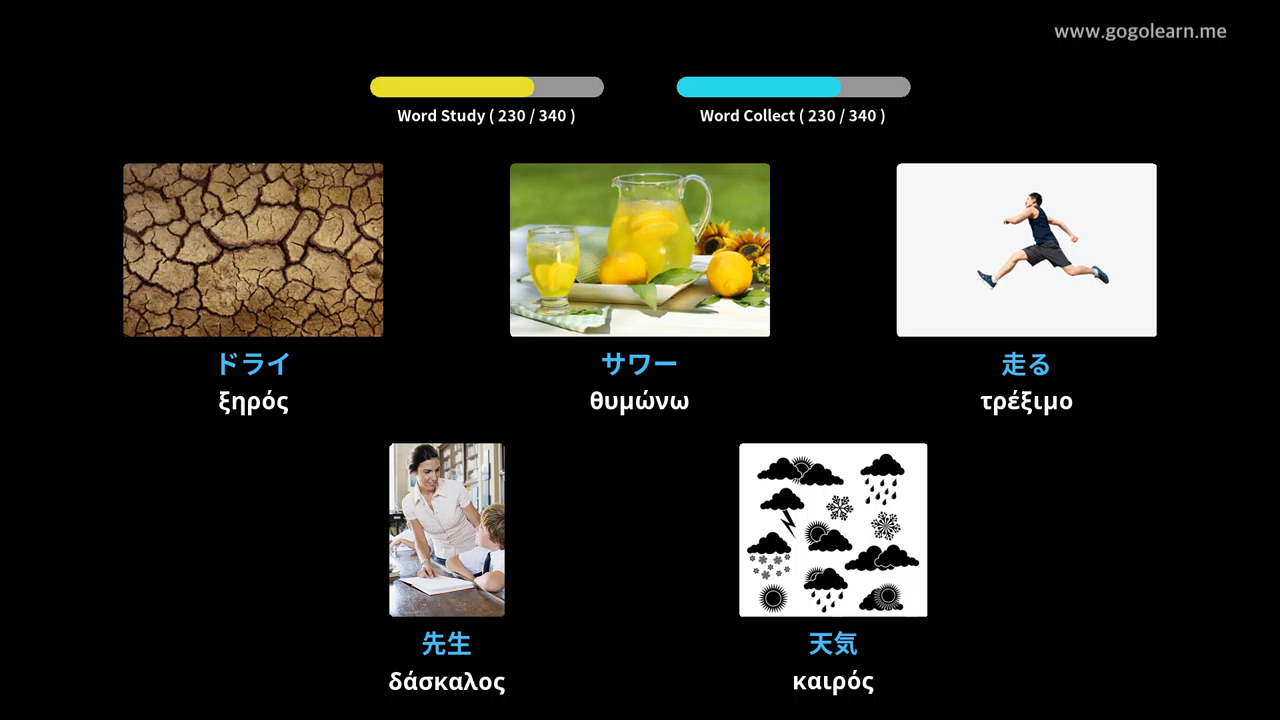 www.gogolearn.me
Word Study ( 230 / 340 )
Word Collect ( 230 / 340 )
ドライ
ξηρός
サワー
θυμώνω
走る
τρέξιμο
先生
δάσκαλος
天気
καιρός